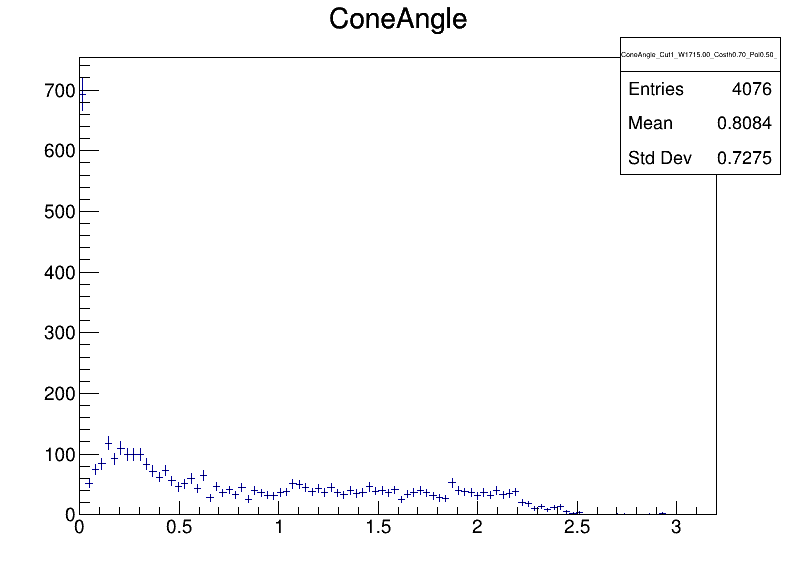 ConeAngle
ConeAngle_Cut1_W1715.00_Costh0.70_Pol0.50_
Entries 4076
Mean 0.8084
Std Dev 0.7275
700
600
500
400
300
200
100
0
0 0.5 1 1.5 2 2.5 3